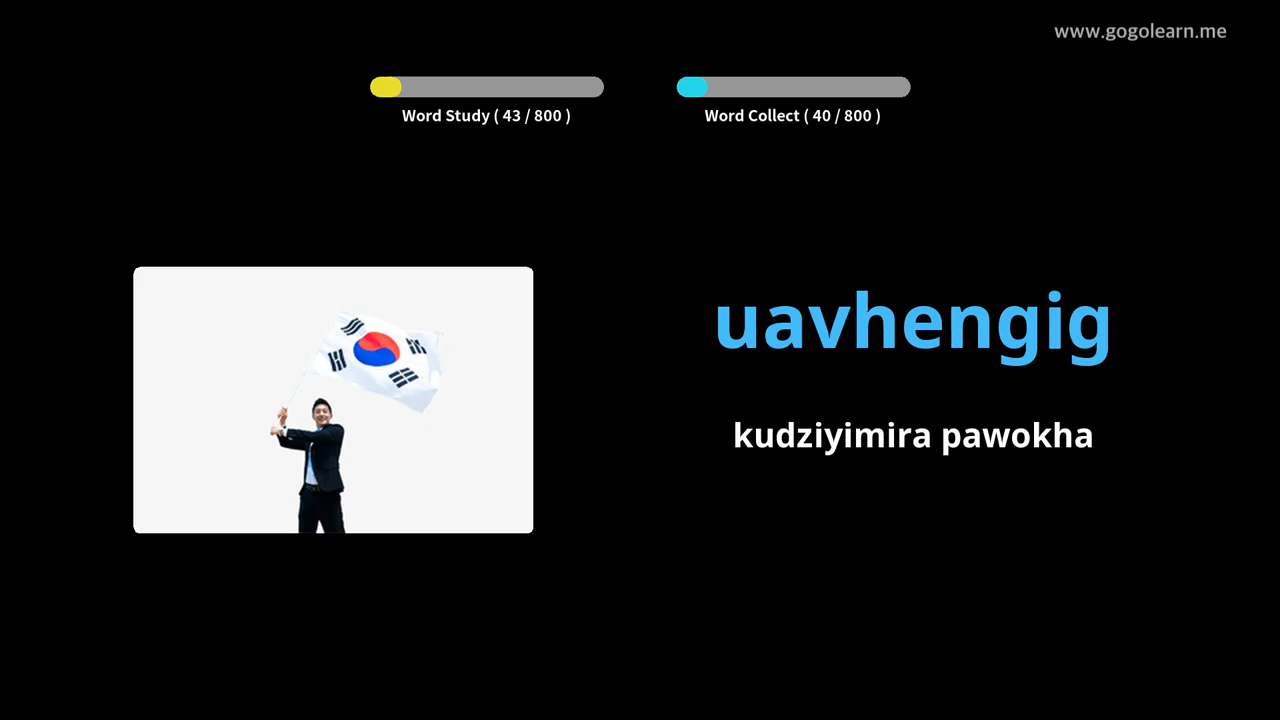 www.gogolearn.me
Word Study ( 43 / 800 )
Word Collect ( 40 / 800 )
uavhengig
kudziyimira pawokha